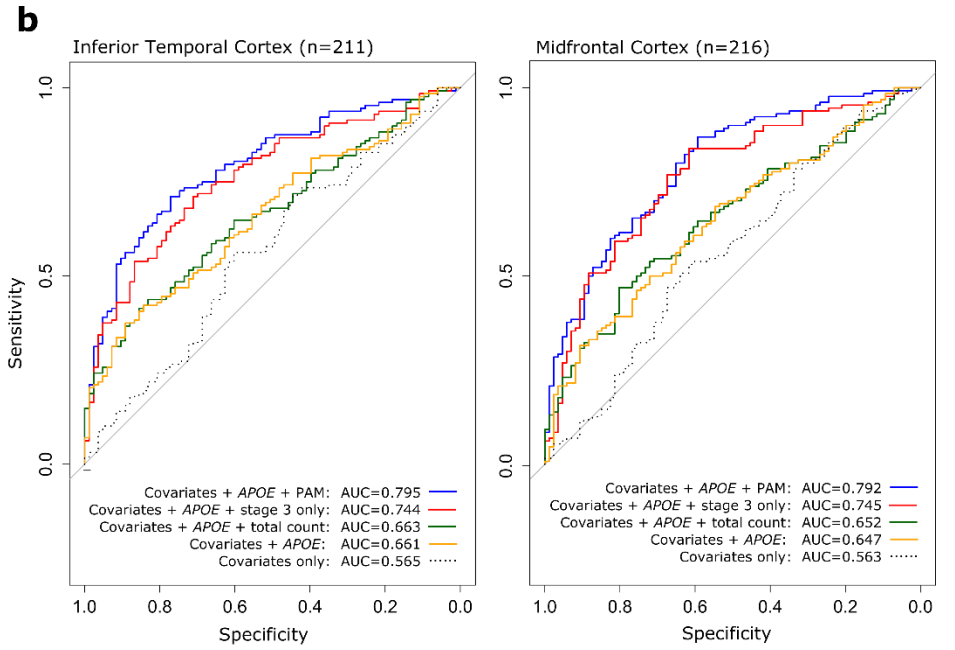 b
Inferior Temporal Cortex (n=211)
Sensitivity
1.0
0.5
0.0
Covariates + APOE + PAM: AUC=0.795
Covariates + APOE + stage 3 only: AUC=0.744
Covariates + APOE + total count: AUC=0.663
Covariates + APOE: AUC=0.661
Covariates only: AUC=0.565
1.0 0.8 0.6 0.4 0.2 0.0
Specificity
Midfrontal Cortex (n=216)
1.0
0.5
0.0
Covariates + APOE + PAM: AUC=0.792
Covariates + APOE + stage 3 only: AUC=0.745
Covariates + APOE + total count: AUC=0.652
Covariates + APOE: AUC=0.647
Covariates only: AUC=0.563
1.0 0.8 0.6 0.4 0.2 0.0
Specificity